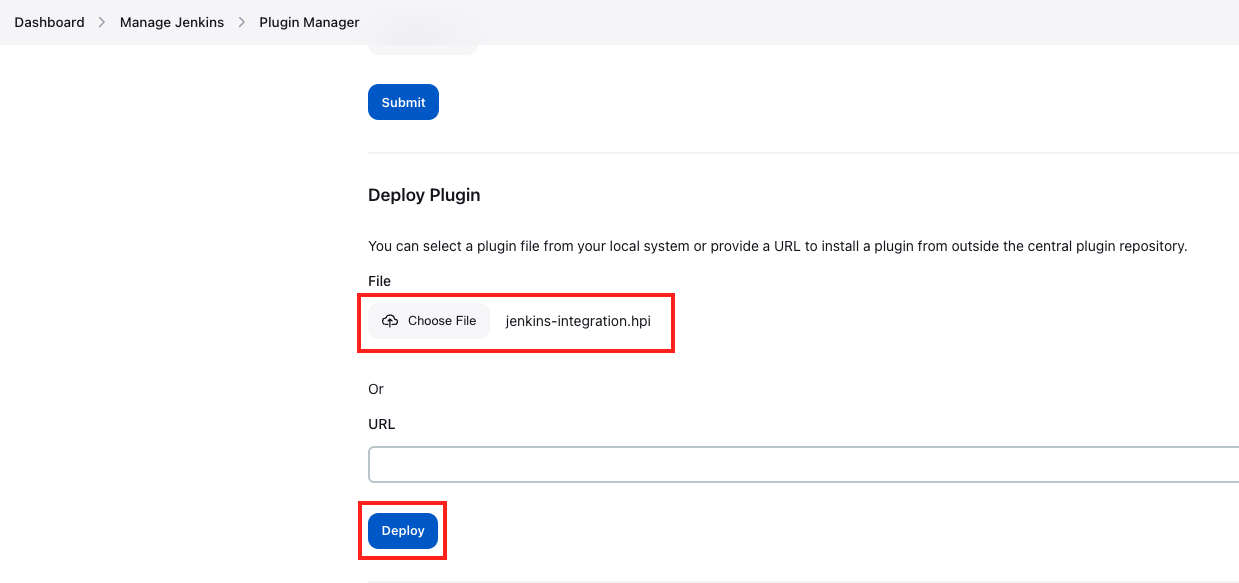 Dashboard > Manage Jenkins > Plugin Manager
Submit
Deploy Plugin
You can select a plugin file from your local system or provide a URL to install a plugin from outside the central plugin repository.
File
Choose File jenkins-integration.hpi
Or
URL
Deploy